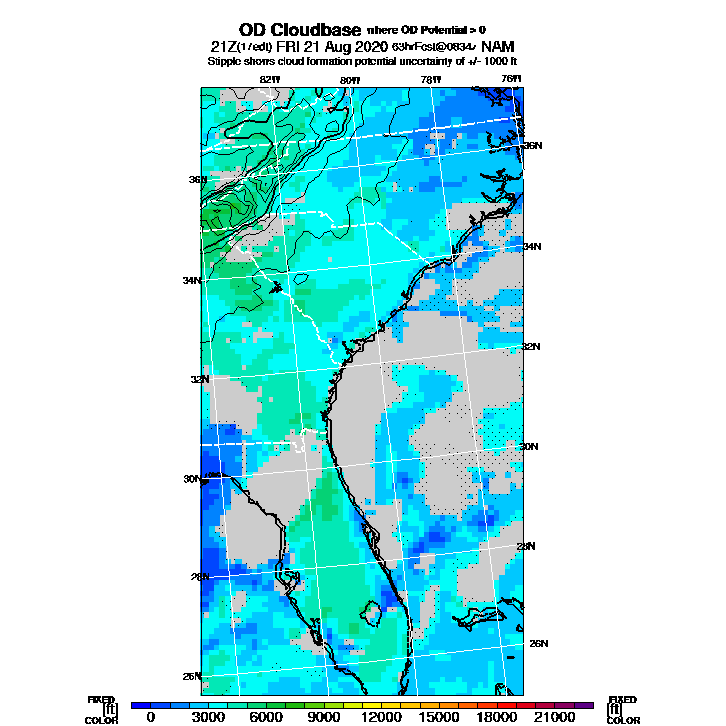 OD Cloudbase where OD Potential > 0
21Z(17edt) FRI 21 Aug 2020 63hrFcst@0834z NAM
Stipple shows cloud formation potential uncertainty of +/- 1000 ft
82W 80W 78W 76W
36N 36N
34N 34N
32N 32N
30N 30N
28N 28N
26N 26N
FIXED FIXED
[ft] [ft]
COLOR COLOR
0 3000 6000 9000 12000 15000 18000 21000